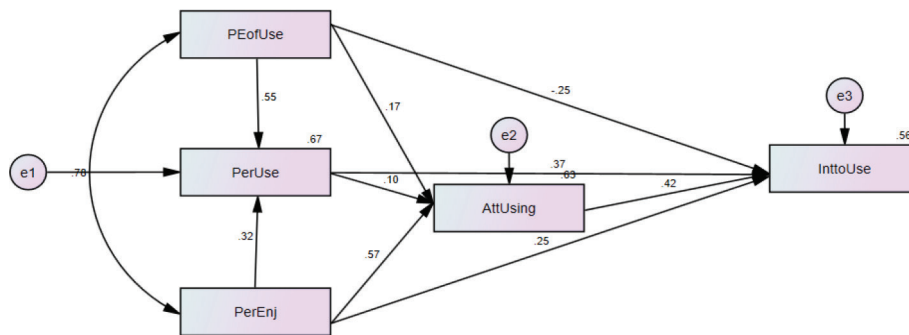 PEofUse
e3
-.25
.55
.17
e2
.67
.56
e1
.78
PerUse
.37
.63
InttoUse
.10
.42
AttUsing
.32
.57
.25
PerEnj